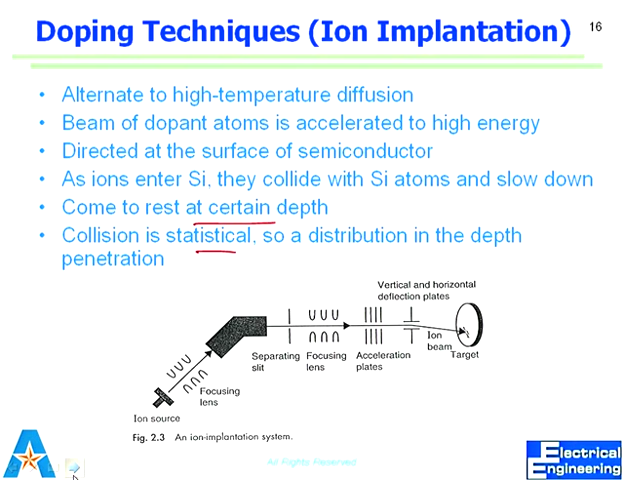 Doping Techniques (Ion Implantation)
16
• Alternate to high-temperature diffusion
• Beam of dopant atoms is accelerated to high energy
• Directed at the surface of semiconductor
• As ions enter Si, they collide with Si atoms and slow down
• Come to rest at certain depth
• Collision is statistical, so a distribution in the depth
penetration
Vertical and horizontal
deflection plates
Separating
slit
Focusing
lens
Acceleration
plates
Ion
beam
Target
Focusing
lens
Ion source
Fig. 2.3 An ion-implantation system.
All Rights Reserved
Electrical
Engineering